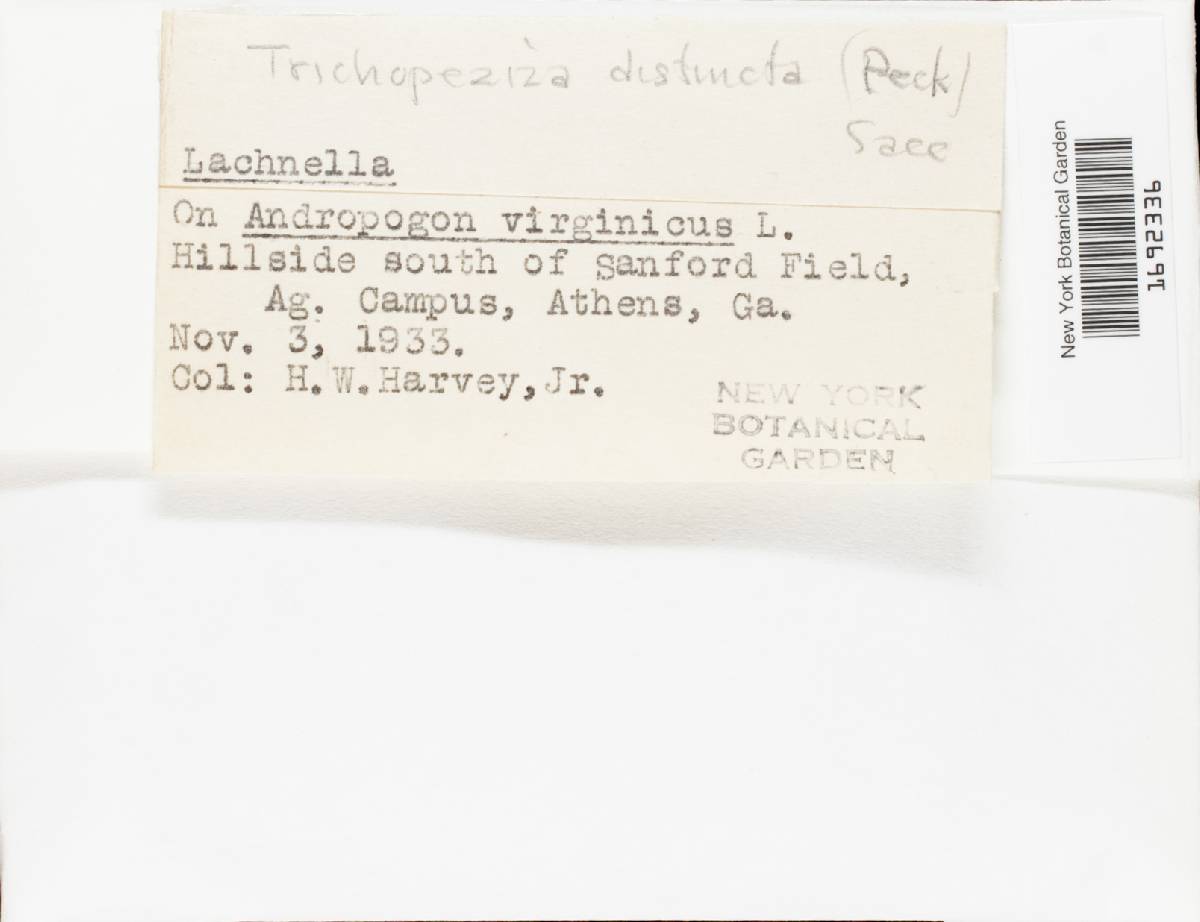 Trichopeziza distincta (Peck)
Sacc
Lachnella
On Andropogon virginicus L.
Hillside south of Sanford Field,
Ag. Campus, Athens, Ga.
Nov. 3, 1933.
Col: H.W.Harvey,Jr.
NEW YORK
BOTANICAL
GARDEN
New York Botanical Garden
1692336